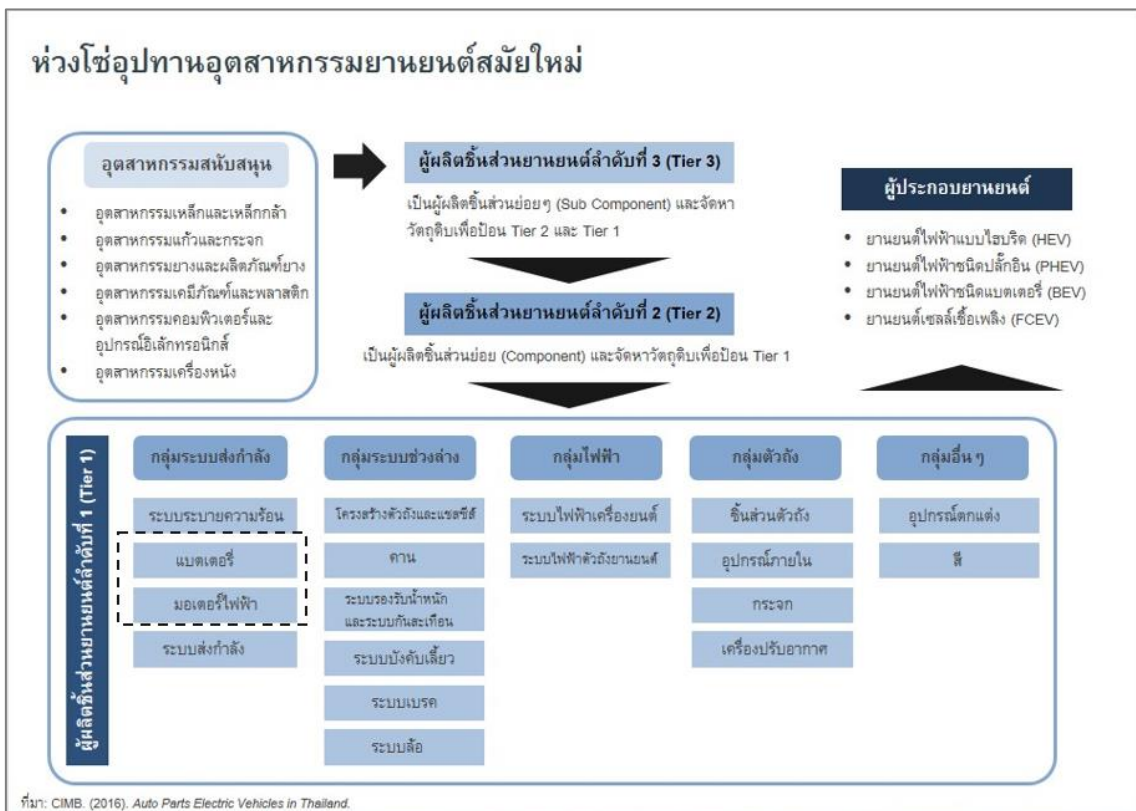 ห่วงโซ่อุปทานอุตสาหกรรมยานยนต์สมัยใหม่
อุตสาหกรรมสนับสนุน
• อุตสาหกรรมเหล็กและเหล็กกล้า
• อุตสาหกรรมแก้วและกระจก
• อุตสาหกรรมยางและผลิตภัณฑ์ยาง
• อุตสาหกรรมเคมีภัณฑ์และพลาสติก
• อุตสาหกรรมคอมพิวเตอร์และ
อุปกรณ์อิเล็กทรอนิกส์
• อุตสาหกรรมเครื่องหนัง
ผู้ผลิตชิ้นส่วนยานยนต์ลำดับที่ 3 (Tier 3)
เป็นผู้ผลิตชิ้นส่วนย่อยๆ (Sub Component) และจัดหา
วัตถุดิบเพื่อป้อน Tier 2 และ Tier 1
ผู้ผลิตชิ้นส่วนยานยนต์ลำดับที่ 2 (Tier 2)
เป็นผู้ผลิตชิ้นส่วนย่อย (Component) และจัดหาวัตถุดิบเพื่อป้อน Tier 1
ผู้ประกอบยานยนต์
• ยานยนต์ไฟฟ้าแบบไฮบริด (HEV)
• ยานยนต์ไฟฟ้าชนิดปลั๊กอิน (PHEV)
• ยานยนต์ไฟฟ้าชนิดแบตเตอรี่ (BEV)
• ยานยนต์เซลล์เชื้อเพลิง (FCEV)
ผู้ผลิตชิ้นส่วนยานยนต์ลำดับที่ 1 (Tier 1)
กลุ่มระบบส่งกำลัง
ระบบระบายความร้อน
แบตเตอรี่
มอเตอร์ไฟฟ้า
ระบบส่งกำลัง
กลุ่มระบบช่วงล่าง
โครงสร้างตัวถังและแชสซีส์
คาน
ระบบรองรับน้ำหนัก
และระบบกันสะเทือน
ระบบบังคับเลี้ยว
ระบบเบรค
ระบบล้อ
กลุ่มไฟฟ้า
ระบบไฟฟ้าเครื่องยนต์
ระบบไฟฟ้าตัวถังยานยนต์
กลุ่มตัวถัง
ชิ้นส่วนตัวถัง
อุปกรณ์ภายใน
กระจก
เครื่องปรับอากาศ
กลุ่มอื่น ๆ
อุปกรณ์ตกแต่ง
สี
ที่มา: CIMB. (2016). Auto Parts Electric Vehicles in Thailand.